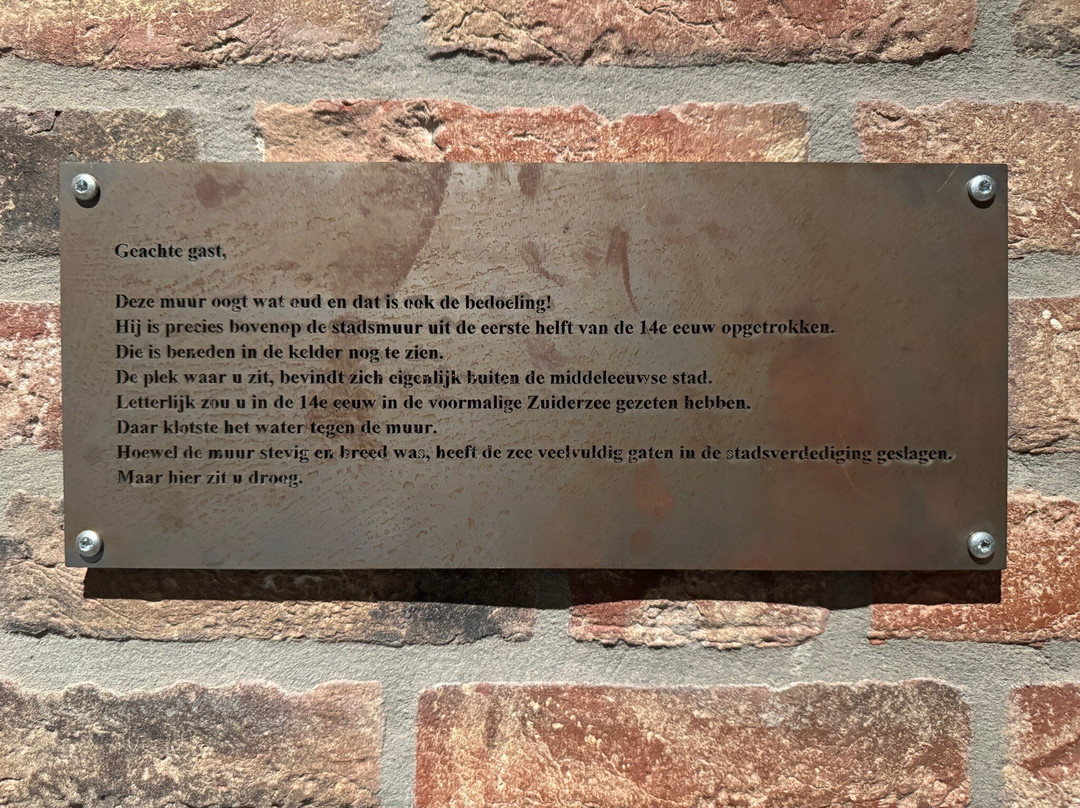 Geachte gast,
Deze muur oogt wat oud en dat is ook de bedoeling!
Hij is precies bovenop de stadsmuur uit de eerste helft van de 14e eeuw opgetrokken.
Die is beneden in de kelder nog te zien.
De plek waar u zit, bevindt zich eigenlijk buiten de middeleeuwse stad.
Letterlijk zou u in de 14e eeuw in de voormalige Zuiderzee gezeten hebben.
Daar klotste het water tegen de muur.
Hoewel de muur stevig en breed was, heeft de zee veelvuldig gaten in de stadsverdediging geslagen.
Maar hier zit u droog.